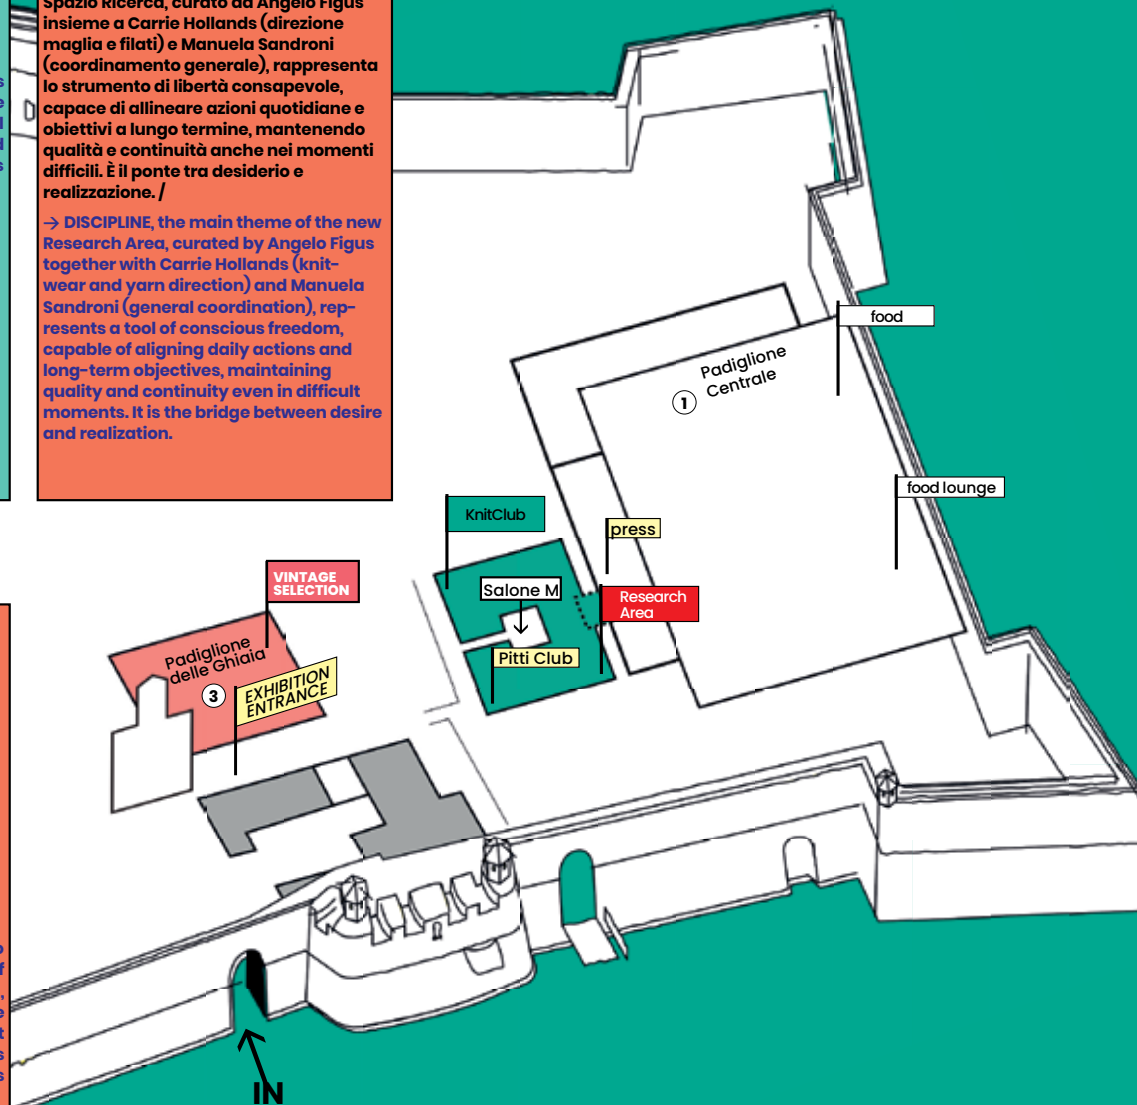 Spazio Ricerca, curato da Angelo Figus
insieme a Carrie Hollands (direzione
maglia e filati) e Manuela Sandroni
(coordinamento generale), rappresenta
lo strumento di libertà consapevole,
capace di allineare azioni quotidiane e
obiettivi a lungo termine, mantenendo
qualità e continuità anche nei momenti
difficili. È il ponte tra desiderio e
realizzazione. /
→ DISCIPLINE, the main theme of the new
Research Area, curated by Angelo Figus
together with Carrie Hollands (knit-
wear and yarn direction) and Manuela
Sandroni (general coordination), rep-
resents a tool of conscious freedom,
capable of aligning daily actions and
long-term objectives, maintaining
quality and continuity even in difficult
moments. It is the bridge between desire
and realization.
food
Padiglione
Centrale
1
food lounge
KnitClub
press
VINTAGE
SELECTION
Salone M
Research
Area
Pitti Club
Padiglione
delle Ghiaia
3
EXHIBITION
ENTRANCE
IN